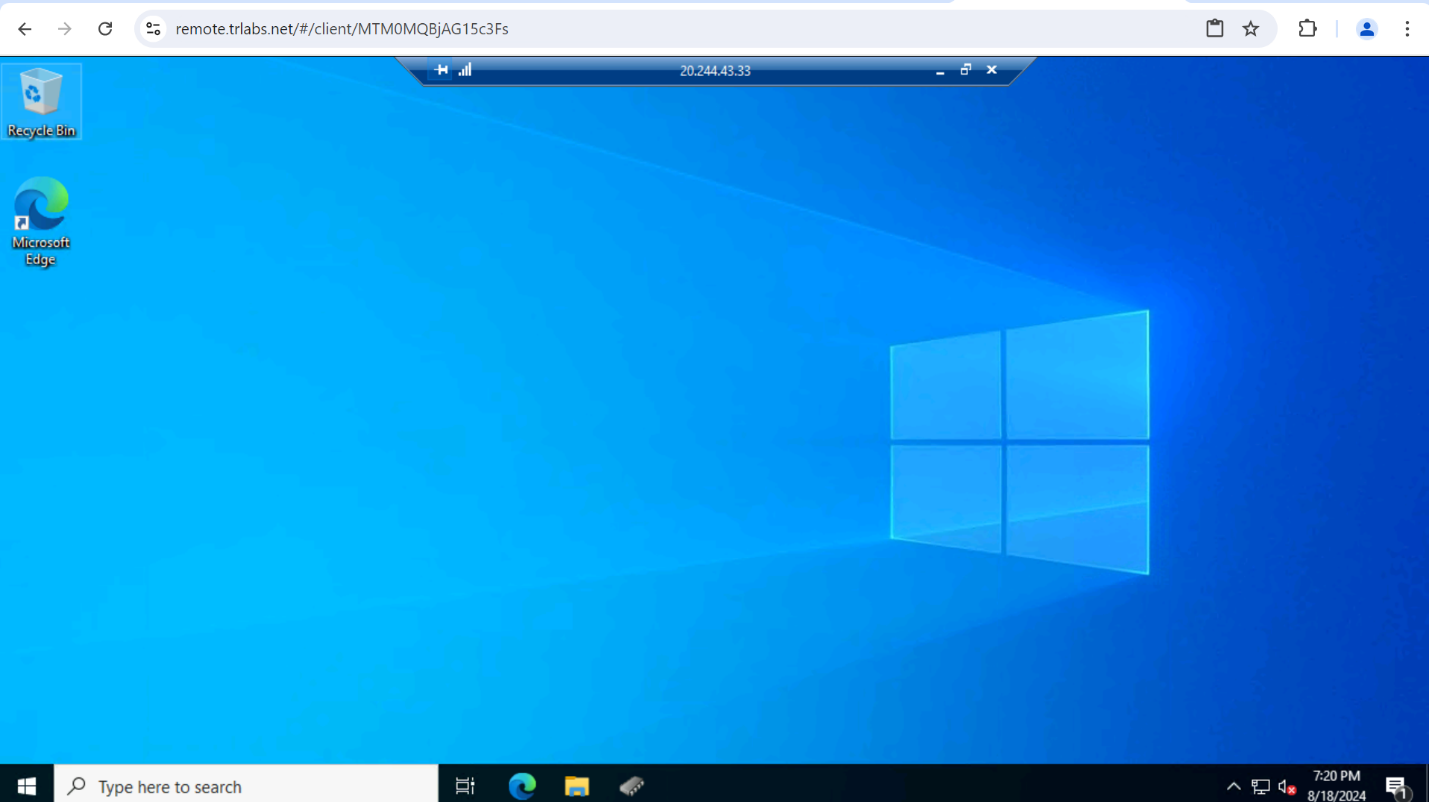 remote.trlabs.net/#/client/MTM0MQBjAG15c3Fs
20.244.43.33
Recycle Bin
Microsoft
Edge
Type here to search
7:20 PM
8/18/2024
1